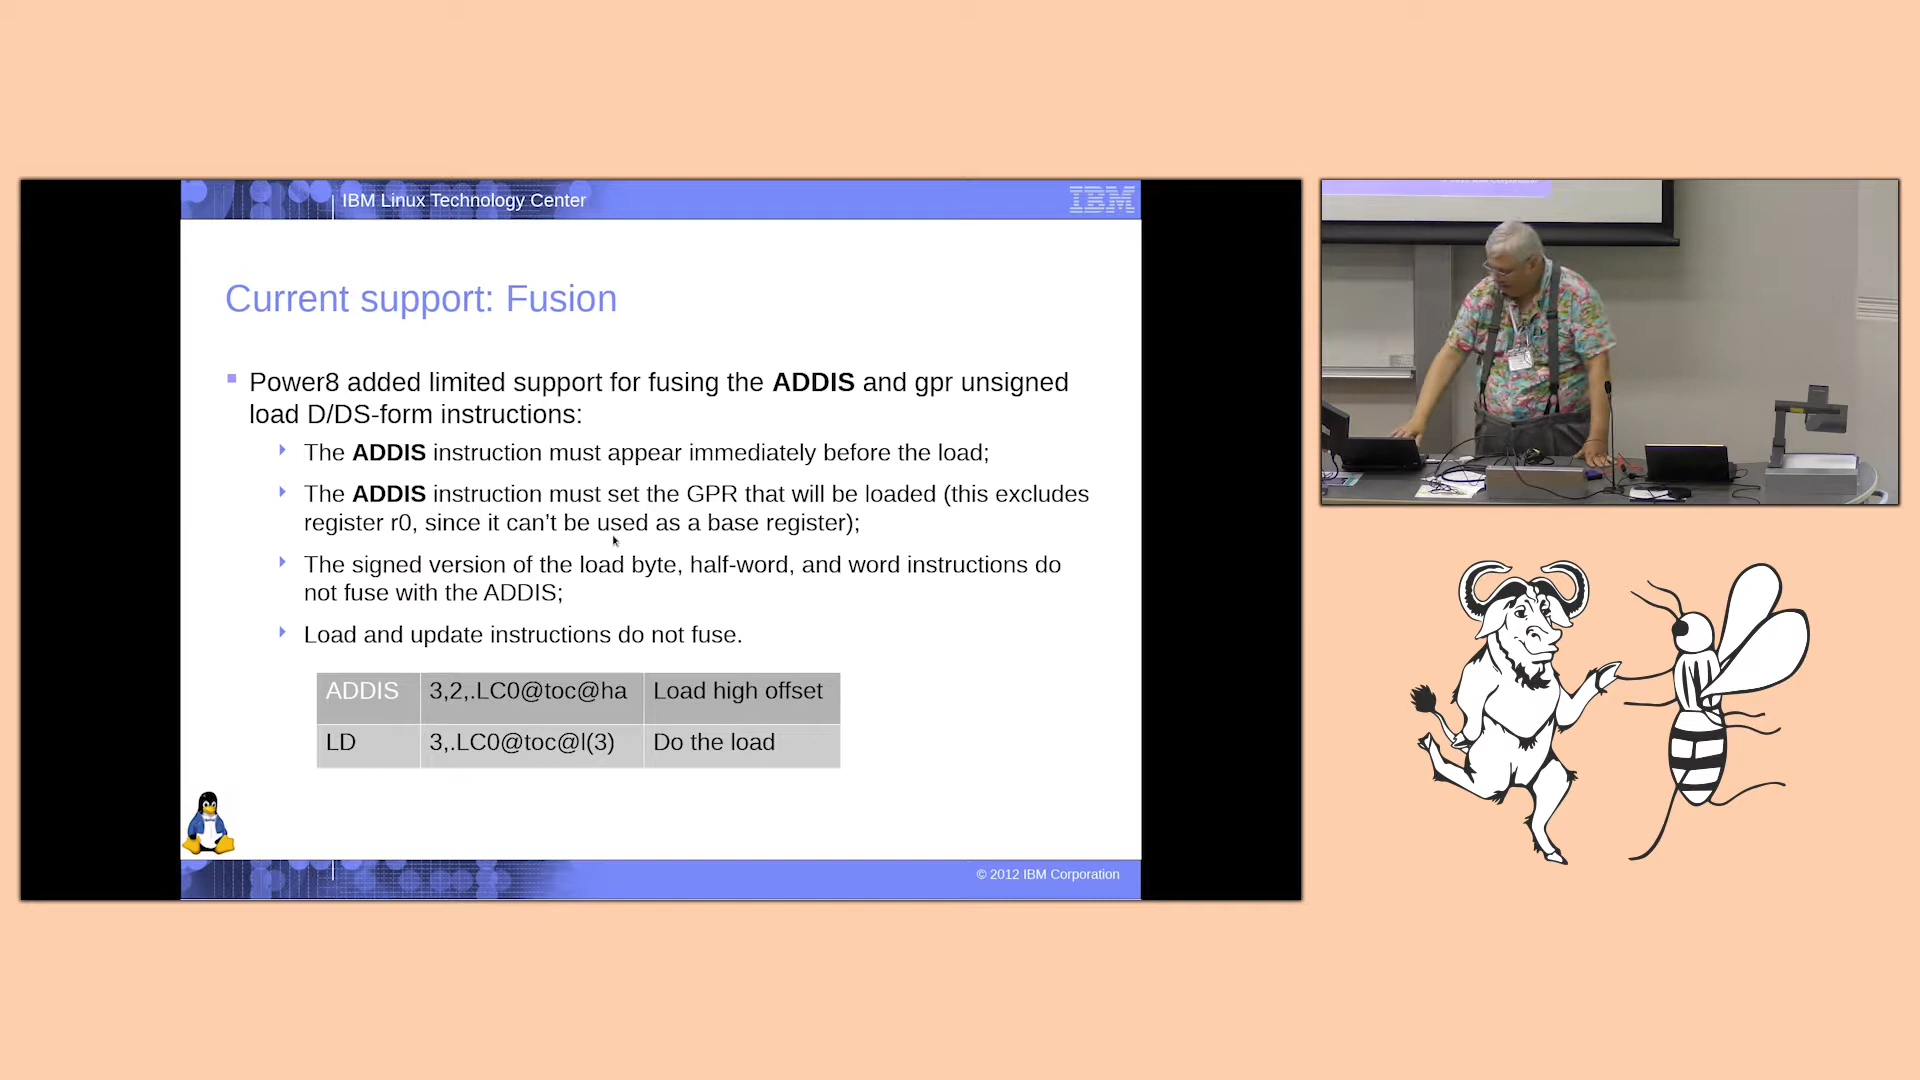 IBM Linux Technology Center
IBM
Current support: Fusion
Power8 added limited support for fusing the ADDIS and gpr unsigned
load D/DS-form instructions:
The ADDIS instruction must appear immediately before the load;
The ADDIS instruction must set the GPR that will be loaded (this excludes
register r0, since it can’t be used as a base register);
The signed version of the load byte, half-word, and word instructions do
not fuse with the ADDIS;
Load and update instructions do not fuse.
ADDIS 3,2,.LC0@toc@ha Load high offset
LD 3,.LC0@toc@l(3) Do the load
© 2012 IBM Corporation